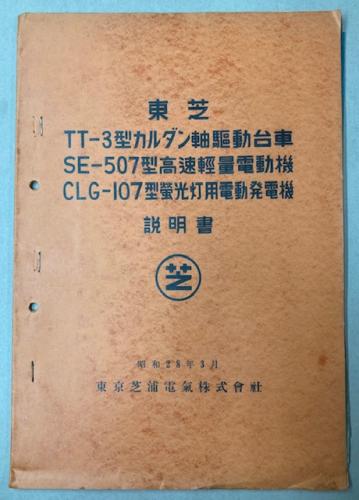 東芝
TT-3型カルダン軸驅動台車
SE-507型高速輕量電動機
CLG-107型螢光灯用電動発電機
説明書
芝
昭和28年3月
東京芝浦電氣株式會社